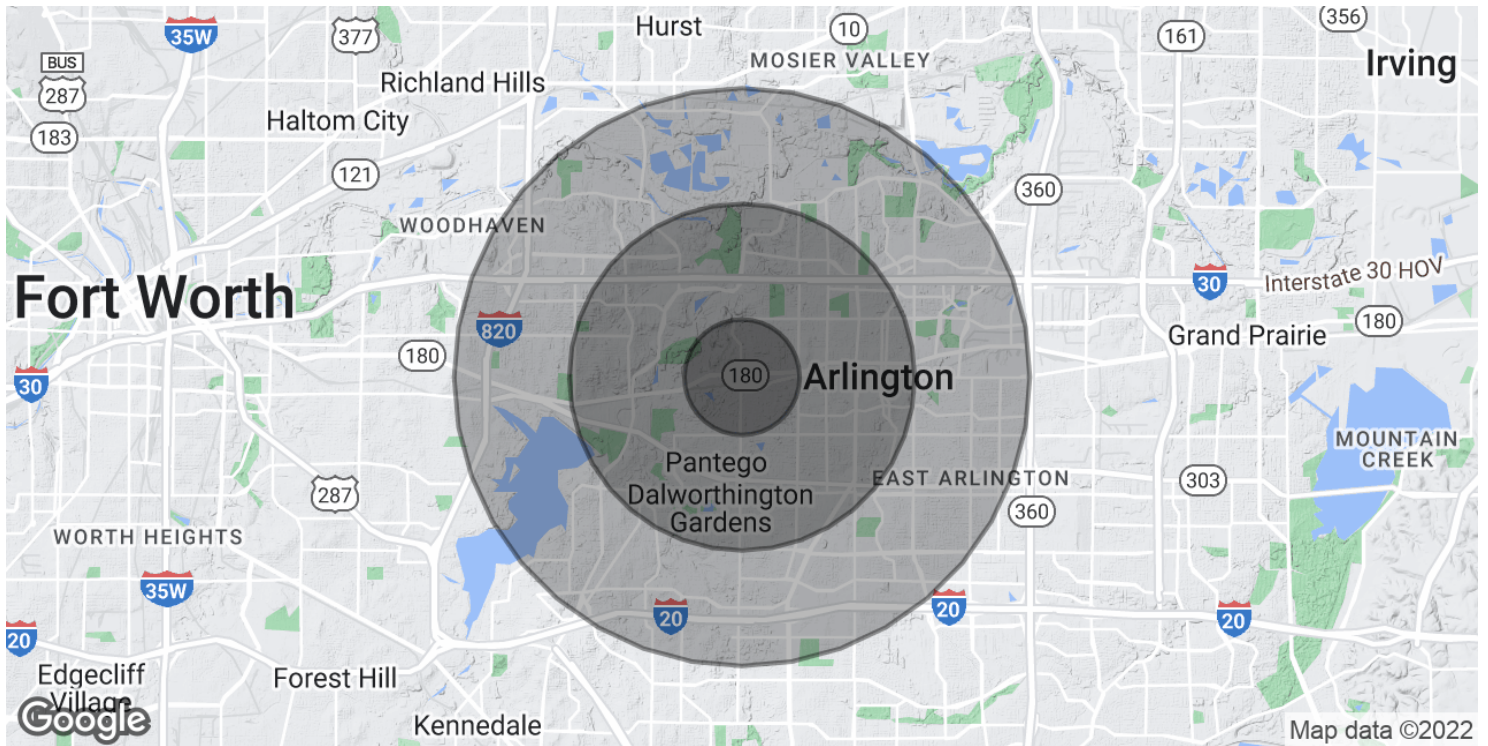 35W
377
Hurst
10
356
161
MOSIER VALLEY
Irving
BUS
287
Richland Hills
183
Haltom City
121
360
WOODHAVEN
Fort Worth
Interstate 30 HOV
30
820
180
Grand Prairie
180
30
180
Arlington
MOUNTAIN
CREEK
Pantego
EAST ARLINGTON
303
287
Dalworthington
Gardens
360
WORTH HEIGHTS
35W
20
20
20
20
Edgecliff
Village
Forest Hill
Google
Kennedale
Map data ©2022